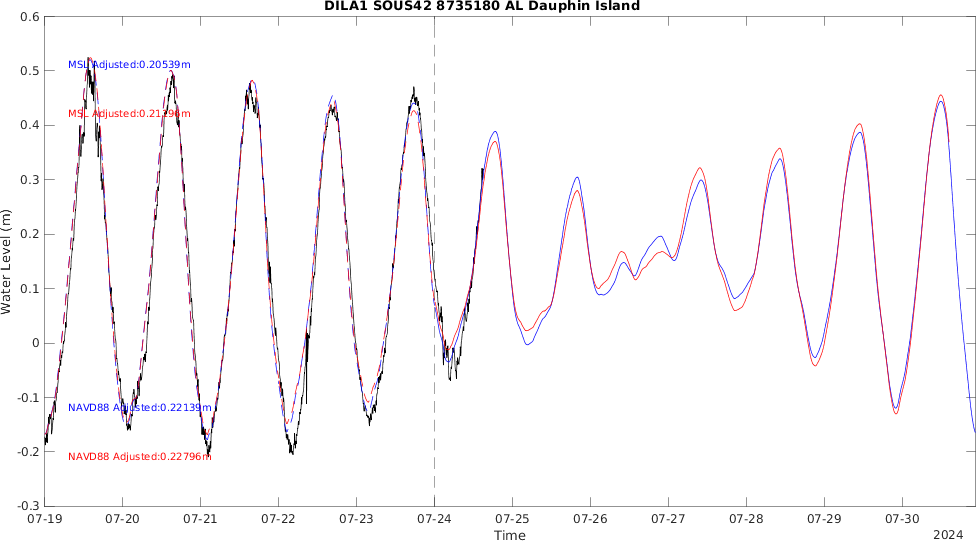 DILA1 SOUS42 8735180 AL Dauphin Island
0.6
0.5
0.4
0.3
0.2
0.1
0
-0.1
-0.2
-0.3
Water Level (m)
MSL Adjusted:0.20539m
MSL Adjusted:0.21196m
NAVD88 Adjusted:0.22139m
NAVD88 Adjusted:0.22796m
07-19 07-20 07-21 07-22 07-23 07-24 07-25 07-26 07-27 07-28 07-29 07-30
Time
2024